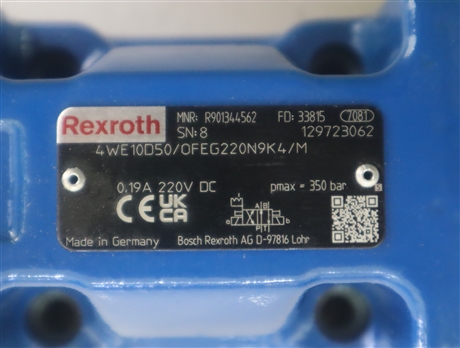 Rexroth
MNR: R901344562 FD: 33815 7081
SN: 8 129723062
4WE10D50/OFEG220N9K4/M
0.19A 220V DC pmax = 350 bar
CE UK CA
A B
P T
Made in Germany Bosch Rexroth AG D-97816 Lohr